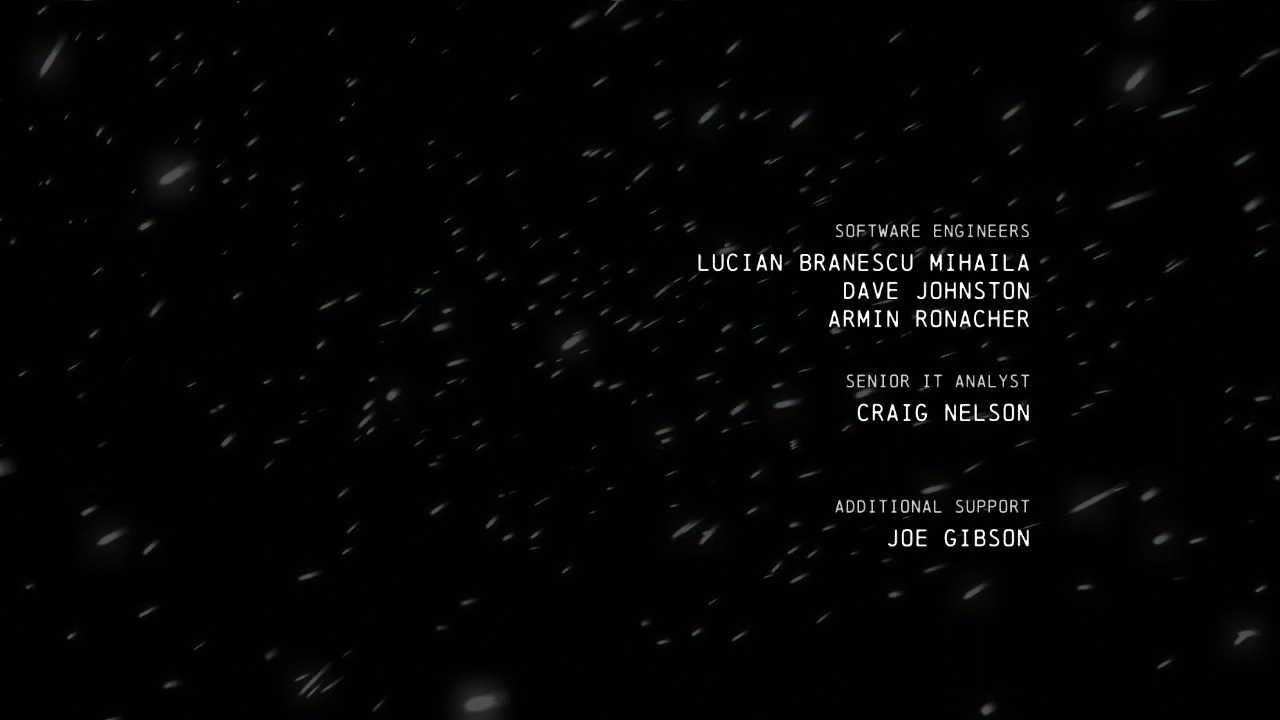 SOFTWARE ENGINEERS
LUCIAN BRANESCU MIHAILA
DAVE JOHNSTON
ARMIN RONACHER
SENIOR IT ANALYST
CRAIG NELSON
ADDITIONAL SUPPORT
JOE GIBSON